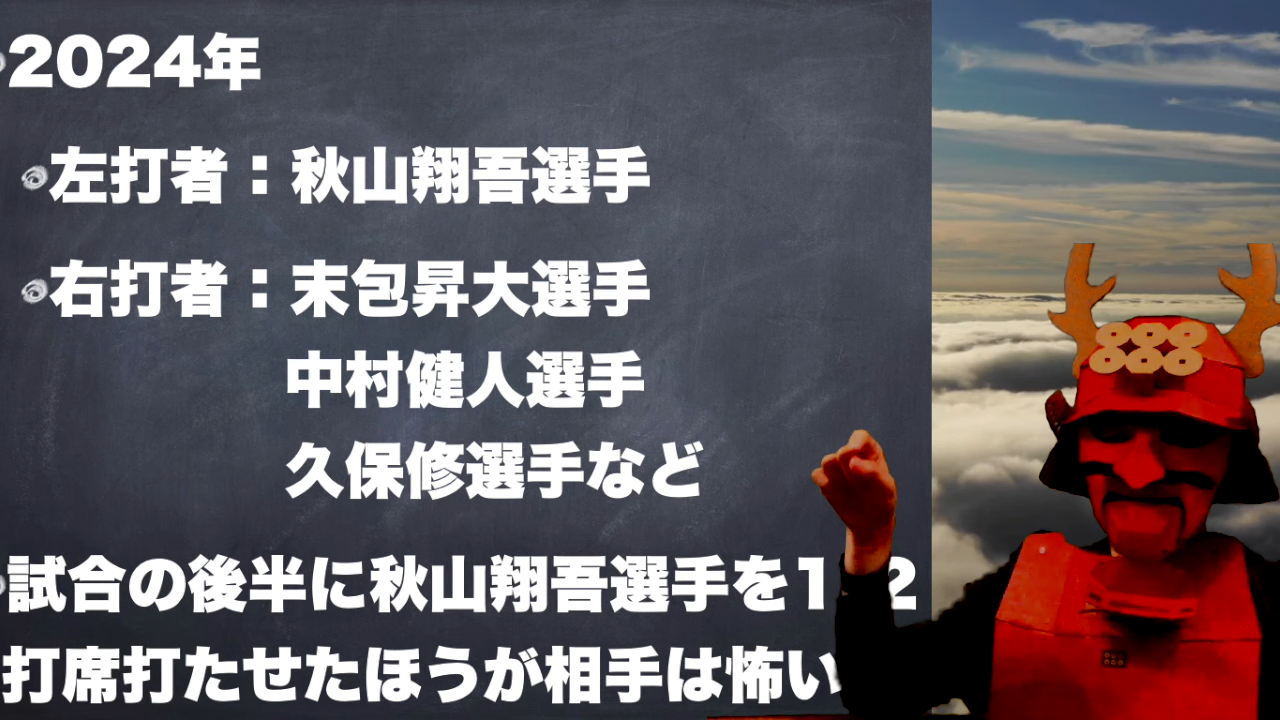 2024年
左打者：秋山翔吾選手
右打者：末包昇大選手
中村健人選手
久保修選手など
試合の後半に秋山翔吾選手を1 2
打席打たせたほうが相手は怖い